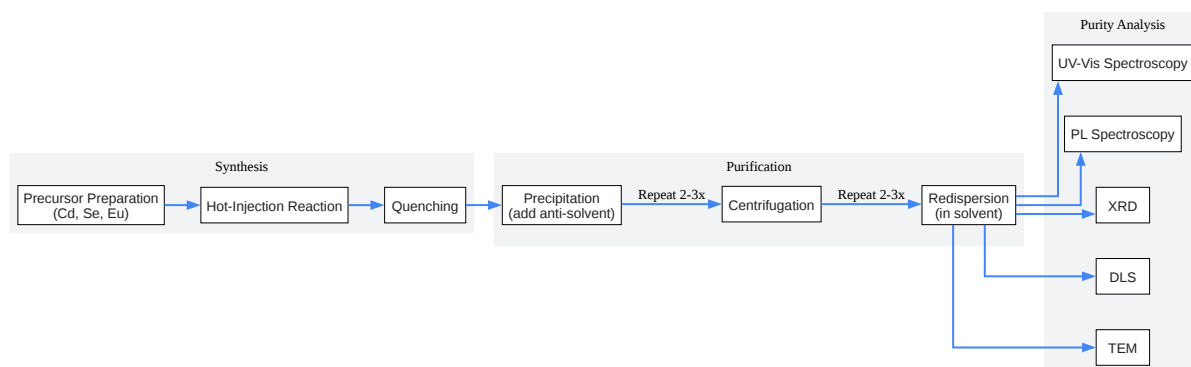 Purity Analysis
UV-Vis Spectroscopy
PL Spectroscopy
Synthesis
Purification
Precursor Preparation
(Cd, Se, Eu)
Hot-Injection Reaction
Quenching
Precipitation
(add anti-solvent)
Repeat 2-3x
Centrifugation
Repeat 2-3x
Redispersion
(in solvent)
XRD
DLS
TEM